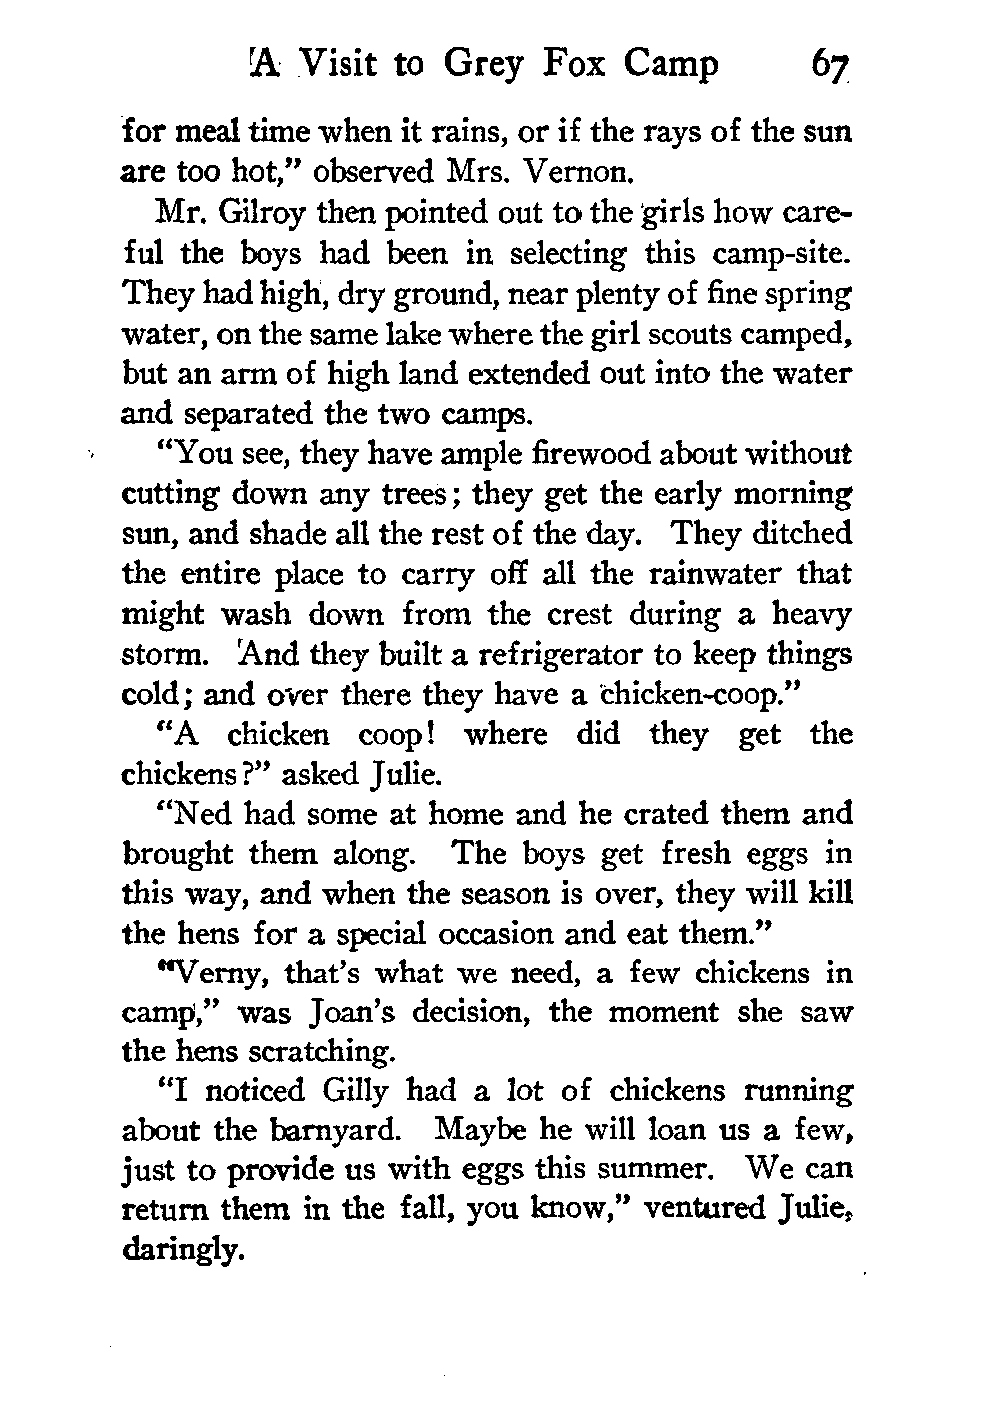 A Visit to Grey Fox Camp 67
for meal time when it rains, or if the rays of the sun
are too hot,” observed Mrs. Vernon.
Mr. Gilroy then pointed out to the girls how care-
ful the boys had been in selecting this camp-site.
They had high, dry ground, near plenty of fine spring
water, on the same lake where the girl scouts camped,
but an arm of high land extended out into the water
and separated the two camps.
“You see, they have ample firewood about without
cutting down any trees; they get the early morning
sun, and shade all the rest of the day. They ditched
the entire place to carry off all the rainwater that
might wash down from the crest during a heavy
storm. And they built a refrigerator to keep things
cold; and over there they have a chicken-coop.”
“A chicken coop! where did they get the
chickens?” asked Julie.
“Ned had some at home and he crated them and
brought them along. The boys get fresh eggs in
this way, and when the season is over, they will kill
the hens for a special occasion and eat them.”
“Verny, that’s what we need, a few chickens in
camp,” was Joan’s decision, the moment she saw
the hens scratching.
“I noticed Gilly had a lot of chickens running
about the barnyard. Maybe he will loan us a few,
just to provide us with eggs this summer. We can
return them in the fall, you know,” ventured Julie,
daringly.